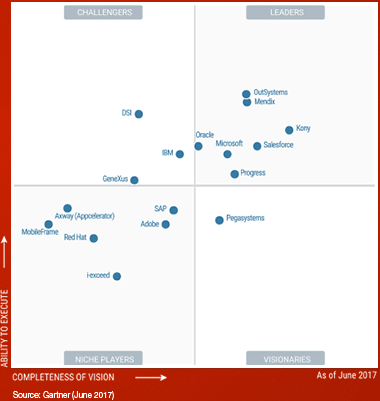 CHALLENGERS
LEADERS
OutSystems
Mendix
DSI
Kony
Oracle
Microsoft
Salesforce
IBM
Progress
GeneXus
SAP
Axway (Appcelerator)
Pegasystems
Adobe
MobileFrame
Red Hat
i-exceed
ABILITY TO EXECUTE
NICHE PLAYERS
VISIONARIES
COMPLETENESS OF VISION
As of June 2017
Source: Gartner (June 2017)